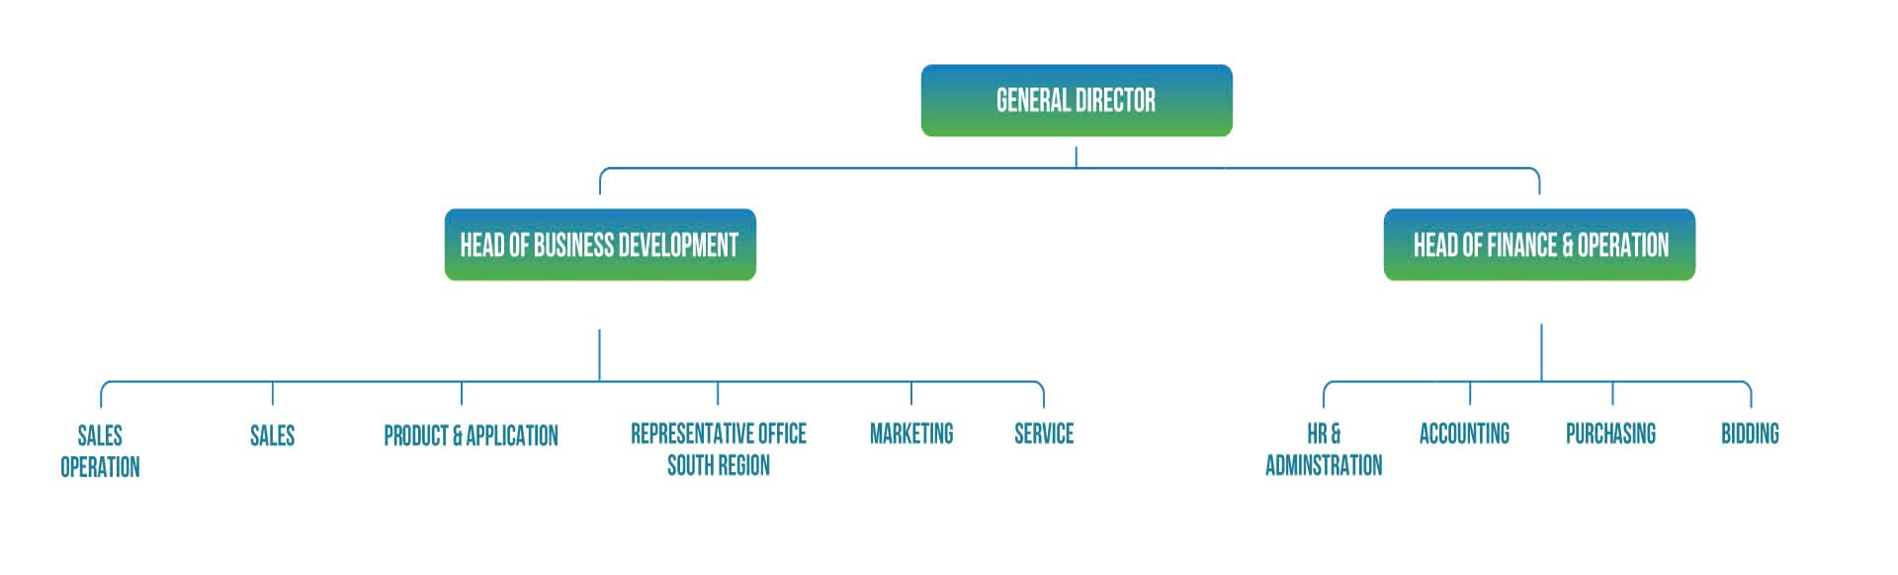 GENERAL DIRECTOR
HEAD OF BUSINESS DEVELOPMENT
HEAD OF FINANCE & OPERATION
SALES
OPERATION
SALES
PRODUCT & APPLICATION
REPRESENTATIVE OFFICE
SOUTH REGION
MARKETING
SERVICE
HR &
ADMINSTRATION
ACCOUNTING
PURCHASING
BIDDING